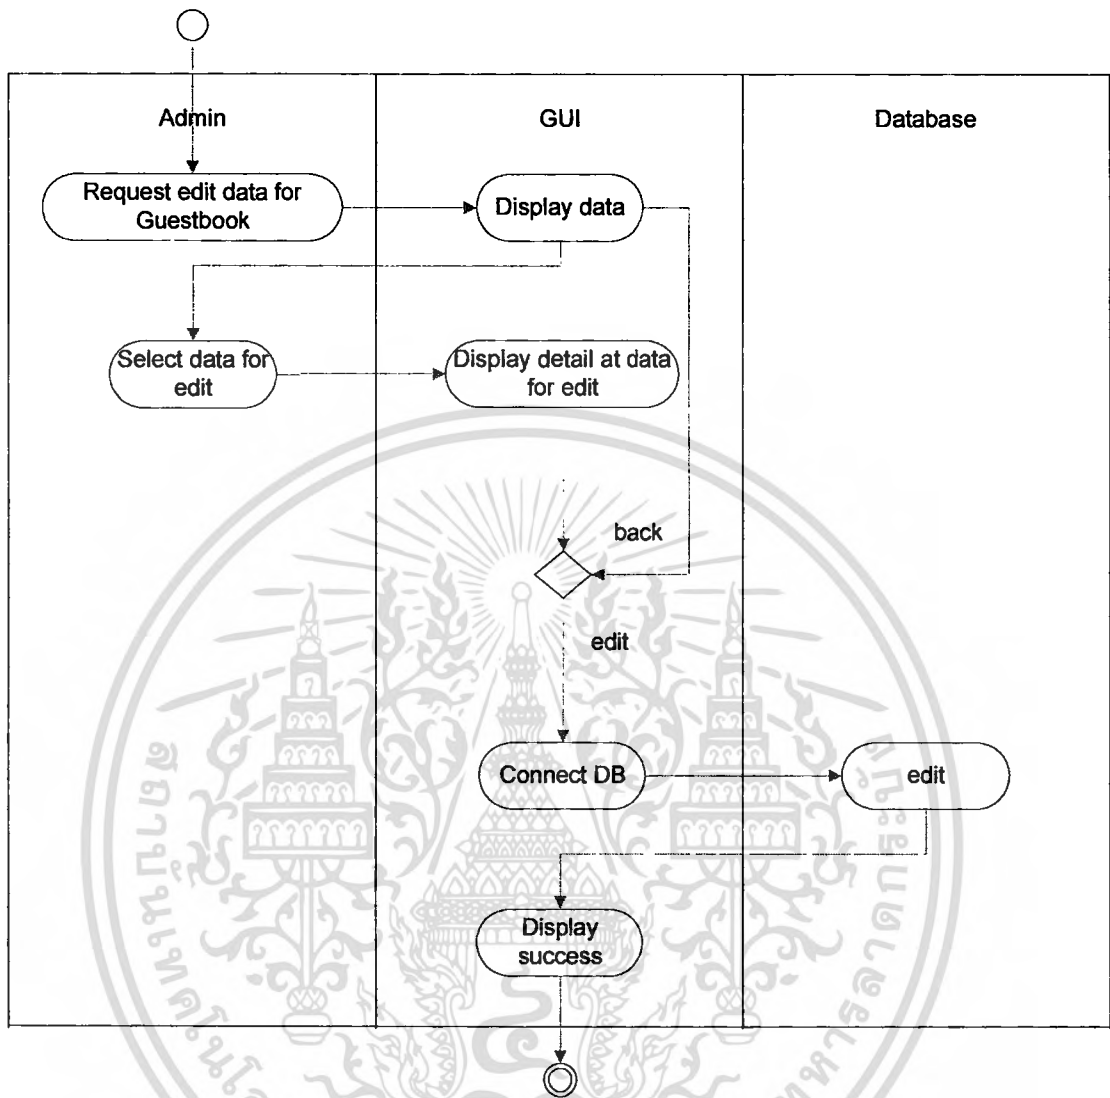 Admin
GUI
Database
Request edit data for
Guestbook
Display data
Select data for
edit
Display detail at data
for edit
back
edit
Connect DB
edit
Display
success